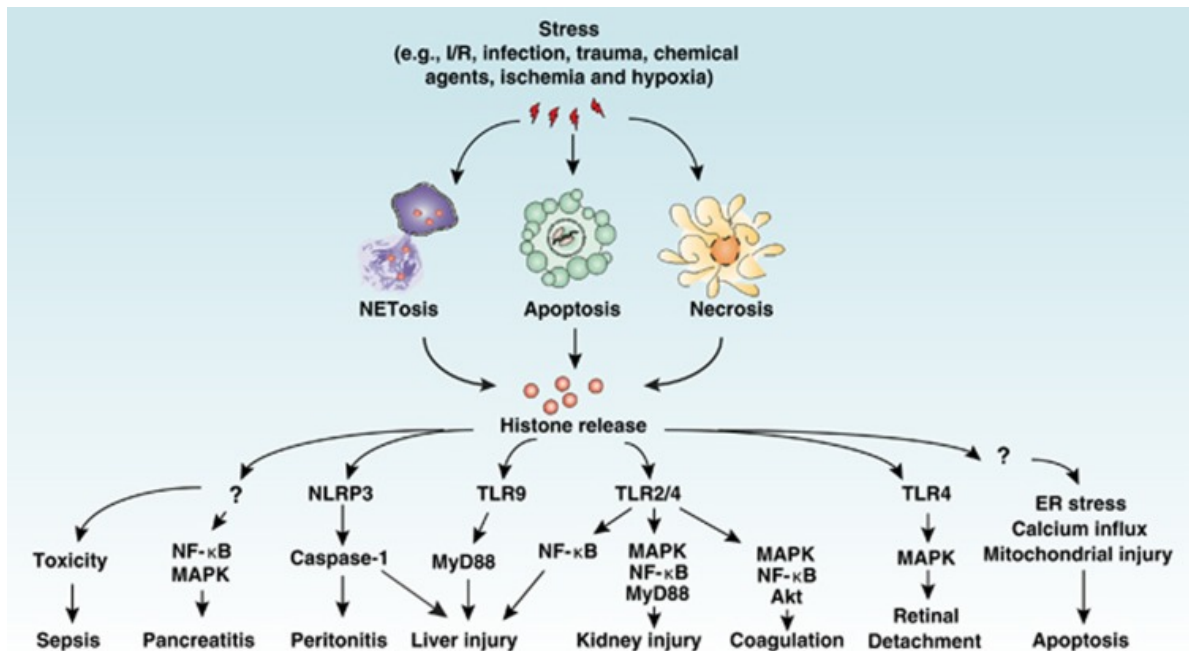 Stress
(e.g., I/R, infection, trauma, chemical
agents, ischemia and hypoxia)
NETosis
Apoptosis
Necrosis
Histone release
?
?
NLRP3
TLR9
TLR2/4
TLR4
ER stress
Calcium influx
Mitochondrial injury
Toxicity
NF-κB
MAPK
Caspase-1
MyD88
NF-κB
MAPK
NF-κB
MyD88
MAPK
NF-κB
Akt
MAPK
Sepsis
Pancreatitis
Peritonitis
Liver injury
Kidney injury
Coagulation
Retinal
Detachment
Apoptosis